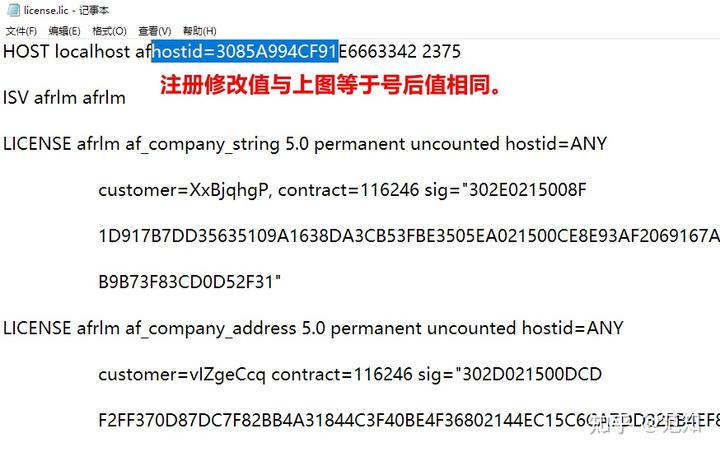 license.lic - 记事本
文件(F) 编辑(E) 格式(O) 查看(V) 帮助(H)
HOST localhost afhostid=3085A994CF91E6663342 2375
注册修改值与上图等于号后值相同。
ISV afrlm afrlm
LICENSE afrlm af_company_string 5.0 permanent uncounted hostid=ANY
customer=XxBjqhgP, contract=116246 sig="302E0215008F
1D917B7DD35635109A1638DA3CB53FBE3505EA021500CE8E93AF2069167A
B9B73F83CD0D52F31"
LICENSE afrlm af_company_address 5.0 permanent uncounted hostid=ANY
customer=vlZgeCcq contract=116246 sig="302D021500DCD
F2FF370D87DC7F82BB4A31844C3F40BE4F36802144EC15C6
知乎